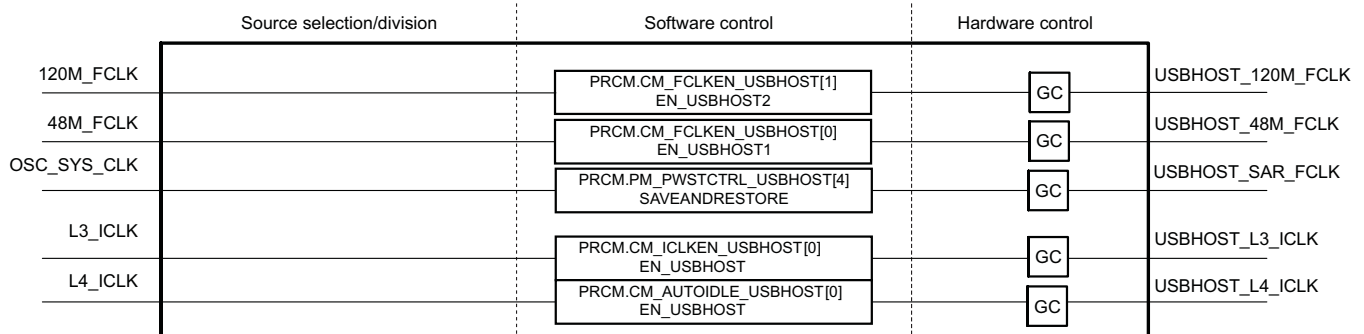 Source selection/division Software control Hardware control
120M_FCLK PRCM.CM_FCLKEN_USBHOST[1] USBHOST_120M_FCLK
EN_USBHOST2 GC
48M_FCLK PRCM.CM_FCLKEN_USBHOST[0] USBHOST_48M_FCLK
EN_USBHOST1 GC
OSC_SYS_CLK PRCM.PM_PWSTCTRL_USBHOST[4] USBHOST_SAR_FCLK
SAVEANDRESTORE GC
L3_ICLK PRCM.CM_ICLKEN_USBHOST[0] USBHOST_L3_ICLK
EN_USBHOST GC
L4_ICLK PRCM.CM_AUTOIDLE_USBHOST[0] USBHOST_L4_ICLK
EN_USBHOST GC